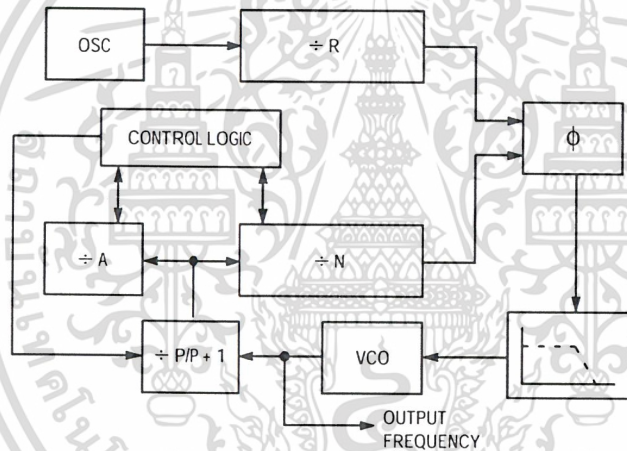 OSC
÷ R
CONTROL LOGIC
ϕ
÷ A
÷ N
÷ P/P + 1
VCO
OUTPUT
FREQUENCY